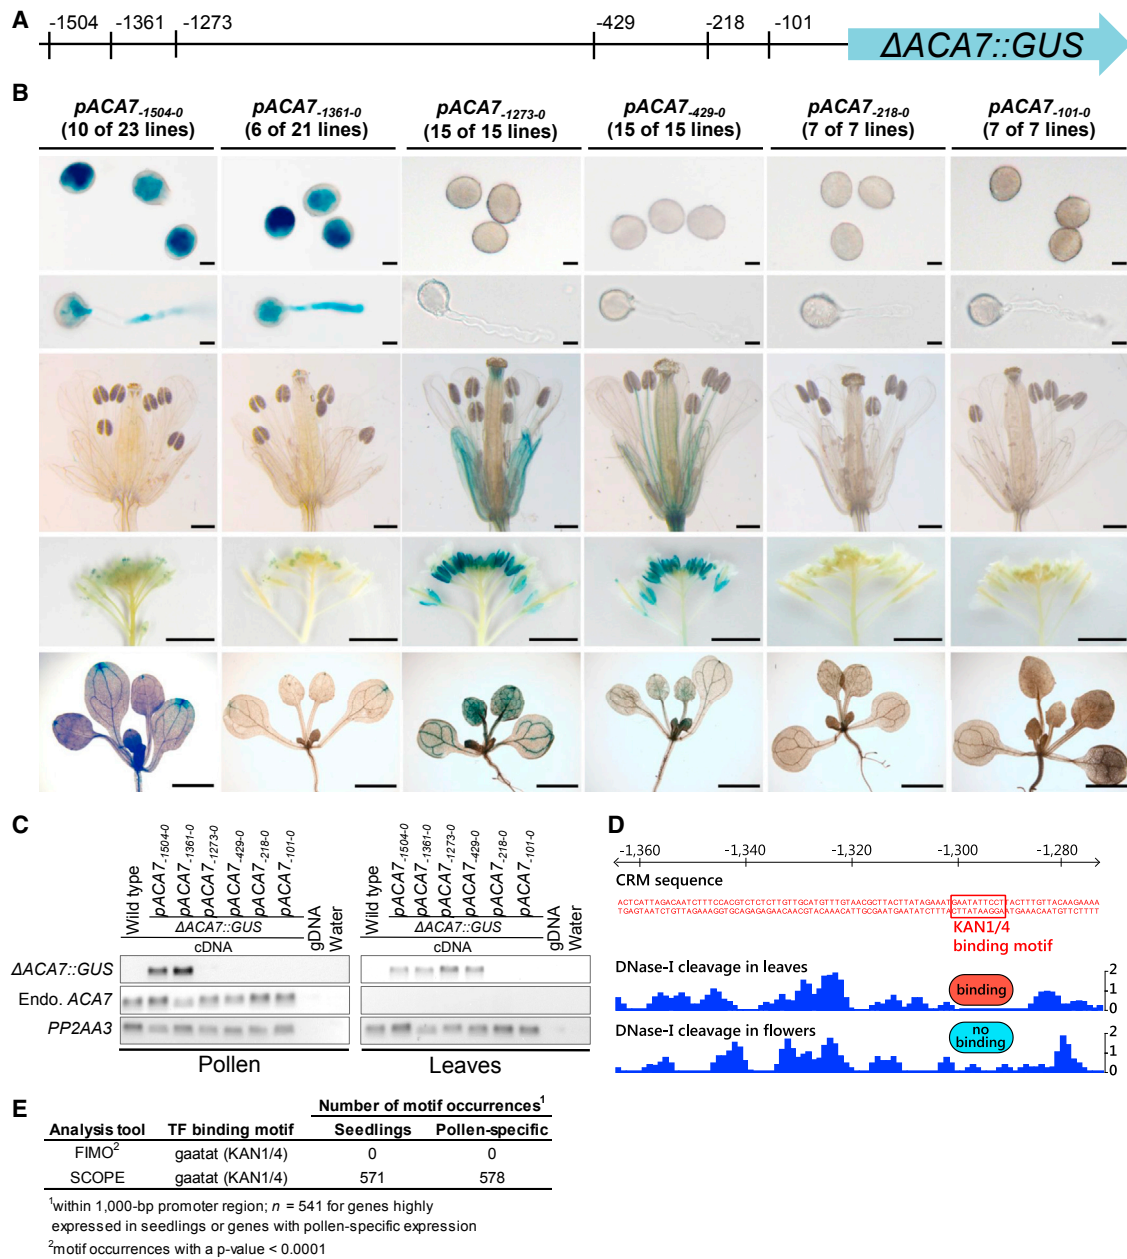 A
-1504 -1361 -1273 -429 -218 -101
ΔACA7::GUS
B
pACA7-1504-0 pACA7-1361-0 pACA7-1273-0 pACA7-429-0 pACA7-218-0 pACA7-101-0
(10 of 23 lines) (6 of 21 lines) (15 of 15 lines) (15 of 15 lines) (7 of 7 lines) (7 of 7 lines)
C
Wild type pACA7-1504-0 pACA7-1361-0 pACA7-1273-0 pACA7-429-0 pACA7-218-0 pACA7-101-0 gDNA Water
Wild type pACA7-1504-0 pACA7-1361-0 pACA7-1273-0 pACA7-429-0 pACA7-218-0 pACA7-101-0 gDNA Water
ΔACA7::GUS ΔACA7::GUS
cDNA cDNA
ΔACA7::GUS
Endo. ACA7
PP2AA3
Pollen Leaves
D
-1,360 -1,340 -1,320 -1,300 -1,280
CRM sequence
ACTCATTAGACAATCTTTCCACGTCTCTCTTGTTGCATGTTTGTAACGCTTACTTATAGAAATGAATATTCCTTACTTTGTTACAAGAAAA
TGAGTAATCTGTTAGAAAGGTGCAGAGAGAACAACGTACAAACATTGCGAATGAATATCTTTACTTATAAGGAATGAAACAATGTTCTTTT
KAN1/4
binding motif
DNase-I cleavage in leaves
binding
2
1
0
DNase-I cleavage in flowers
no
binding
2
1
0
E
Number of motif occurrences1
Analysis tool TF binding motif Seedlings Pollen-specific
FIMO2 gaatat (KAN1/4) 0 0
SCOPE gaatat (KAN1/4) 571 578
1within 1,000-bp promoter region; n = 541 for genes highly
expressed in seedlings or genes with pollen-specific expression
2motif occurrences with a p-value < 0.0001